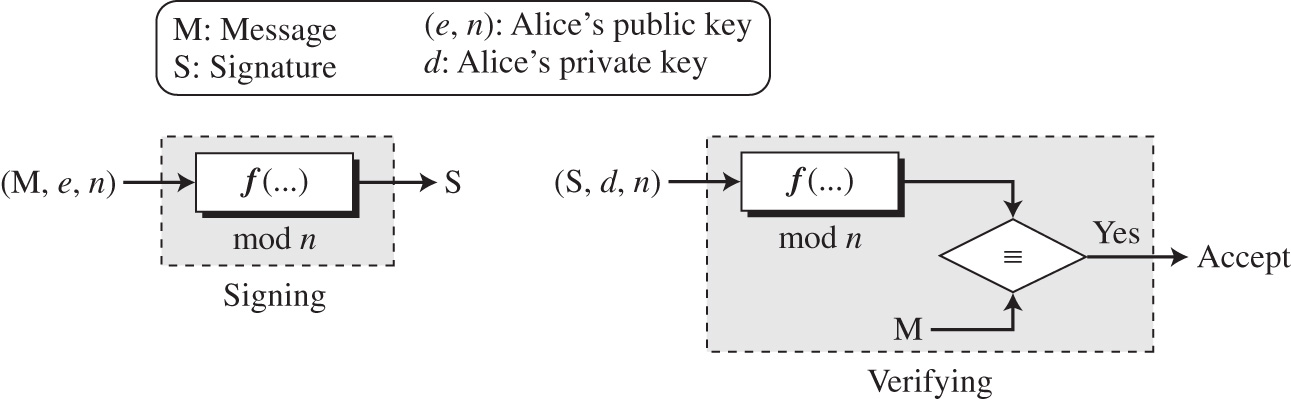 M: Message
(e, n): Alice's public key
S: Signature
d: Alice's private key
(M, e, n)
f(...)
S
mod n
Signing
(S, d, n)
f(...)
mod n
≡
Yes
Accept
M
Verifying